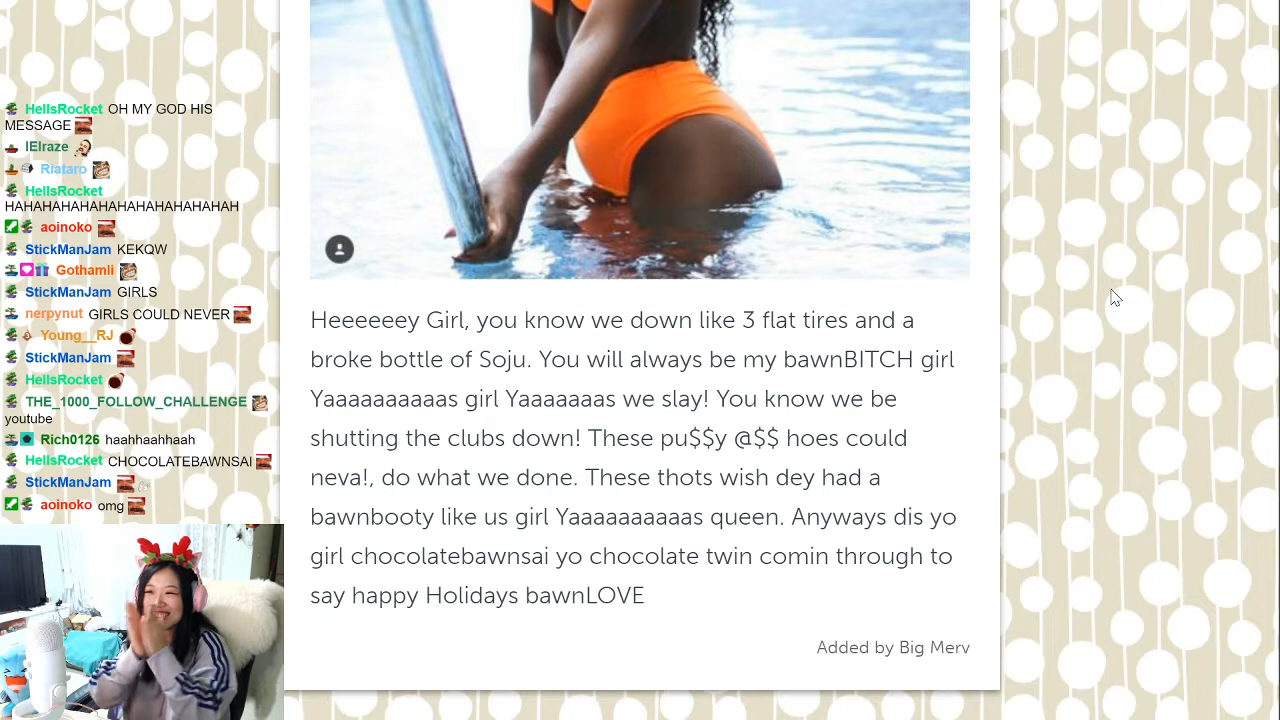 HellsRocket OH MY GOD HIS
MESSAGE
lElraze
Riataro
HellsRocket
HAHAHAHAHAHAHAHAHAHAHAH
aoinoko
StickManJam KEKQW
Gothamli
StickManJam GIRLS
nerpynut GIRLS COULD NEVER
Young__RJ
StickManJam
HellsRocket
THE_1000_FOLLOW_CHALLENGE
youtube
Rich0126 haahhaahhaah
HellsRocket CHOCOLATEBAWNSAI
StickManJam
aoinoko omg
Heeeeeey Girl, you know we down like 3 flat tires and a
broke bottle of Soju. You will always be my bawnBITCH girl
Yaaaaaaaaaas girl Yaaaaaaas we slay! You know we be
shutting the clubs down! These pu$$y @$$ hoes could
neva!, do what we done. These thots wish dey had a
bawnbooty like us girl Yaaaaaaaaaas queen. Anyways dis yo
girl chocolatebawnsai yo chocolate twin comin through to
say happy Holidays bawnLOVE
Added by Big Merv